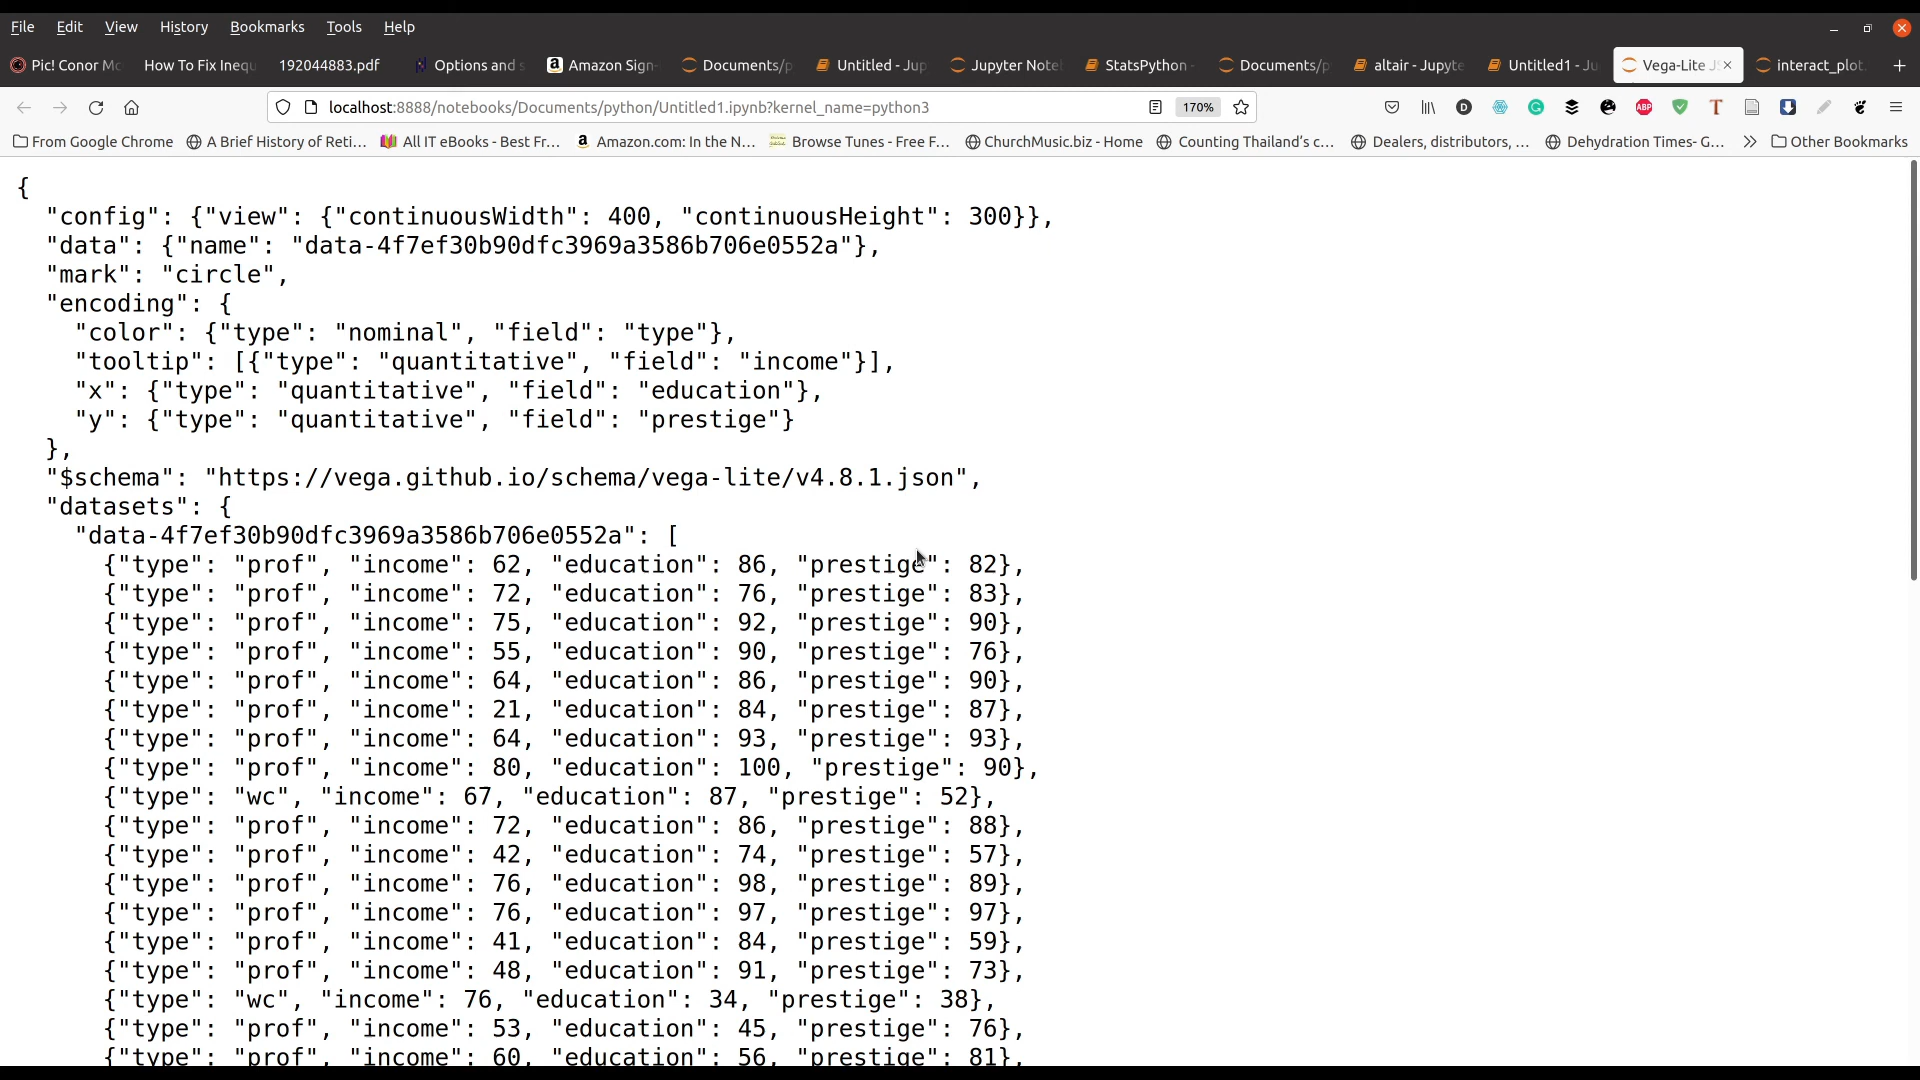 File Edit View History Bookmarks Tools Help
Pic! Conor Mc How To Fix Inequ 192044883.pdf Options and s Amazon Sign- Documents/p Untitled - Jup Jupyter Note StatsPython - Documents/p altair - Jupyte Untitled1 - Ju Vega-Lite JS interact_plot.
localhost:8888/notebooks/Documents/python/Untitled1.ipynb?kernel_name=python3 170%
From Google Chrome A Brief History of Reti... All IT eBooks - Best Fr... Amazon.com: In the N... Browse Tunes - Free F... ChurchMusic.biz - Home Counting Thailand's c... Dealers, distributors, ... Dehydration Times- G... Other Bookmarks
{
"config": {"view": {"continuousWidth": 400, "continuousHeight": 300}},
"data": {"name": "data-4f7ef30b90dfc3969a3586b706e0552a"},
"mark": "circle",
"encoding": {
"color": {"type": "nominal", "field": "type"},
"tooltip": [{"type": "quantitative", "field": "income"}],
"x": {"type": "quantitative", "field": "education"},
"y": {"type": "quantitative", "field": "prestige"}
},
"$schema": "https://vega.github.io/schema/vega-lite/v4.8.1.json",
"datasets": {
"data-4f7ef30b90dfc3969a3586b706e0552a": [
{"type": "prof", "income": 62, "education": 86, "prestige": 82},
{"type": "prof", "income": 72, "education": 76, "prestige": 83},
{"type": "prof", "income": 75, "education": 92, "prestige": 90},
{"type": "prof", "income": 55, "education": 90, "prestige": 76},
{"type": "prof", "income": 64, "education": 86, "prestige": 90},
{"type": "prof", "income": 21, "education": 84, "prestige": 87},
{"type": "prof", "income": 64, "education": 93, "prestige": 93},
{"type": "prof", "income": 80, "education": 100, "prestige": 90},
{"type": "wc", "income": 67, "education": 87, "prestige": 52},
{"type": "prof", "income": 72, "education": 86, "prestige": 88},
{"type": "prof", "income": 42, "education": 74, "prestige": 57},
{"type": "prof", "income": 76, "education": 98, "prestige": 89},
{"type": "prof", "income": 76, "education": 97, "prestige": 97},
{"type": "prof", "income": 41, "education": 84, "prestige": 59},
{"type": "prof", "income": 48, "education": 91, "prestige": 73},
{"type": "wc", "income": 76, "education": 34, "prestige": 38},
{"type": "prof", "income": 53, "education": 45, "prestige": 76},
{"type": "prof", "income": 60, "education": 56, "prestige": 81},